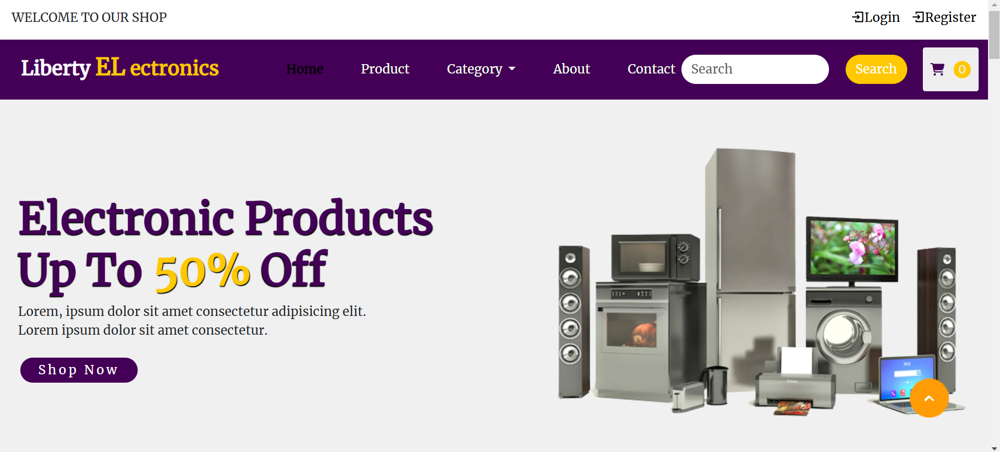 WELCOME TO OUR SHOP
Login Register
Liberty EL ectronics Home Product Category About Contact Search Search 0
Electronic Products
Up To 50% Off
Lorem, ipsum dolor sit amet consectetur adipisicing elit.
Lorem ipsum dolor sit amet consectetur.
Shop Now
Printer